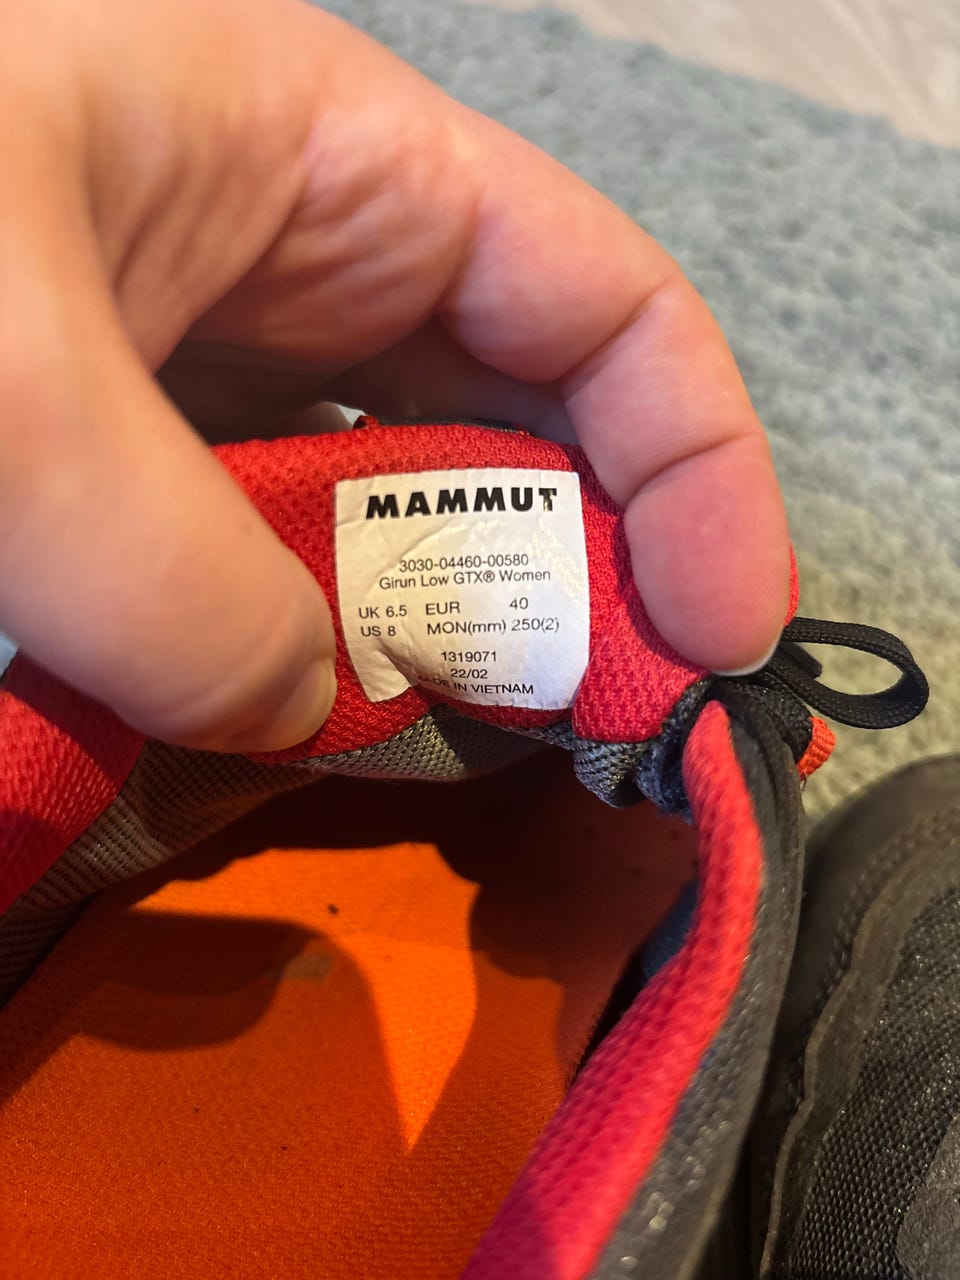 MAMMUT
3030-04460-00580
Girun Low GTX® Women
UK 6.5 EUR 40
US 8 MON(mm) 250(2)
1319071
22/02
MADE IN VIETNAM